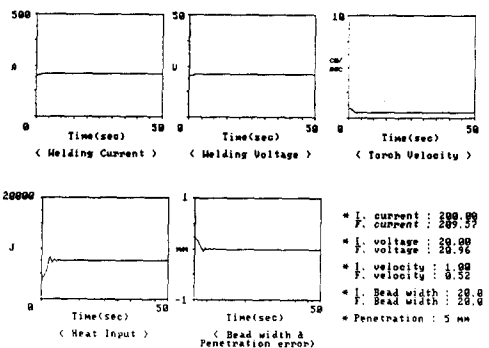 500
A
0
Time(sec)
50
< Welding Current >
50
V
0
Time(sec)
50
< Welding Voltage >
10
cm/
sec
0
Time(sec)
50
< Torch Velocity >
20000
J
0
Time(sec)
50
< Heat Input >
1
mm
-1
Time(sec)
50
< Bead width &
Penetration error)
* I. current : 200.00
F. current : 209.57
* I. voltage : 20.00
F. voltage : 20.96
* I. velocity : 1.00
F. velocity : 0.52
* I. Bead width : 20.0
F. Bead width : 20.0
* Penetration : 5 mm